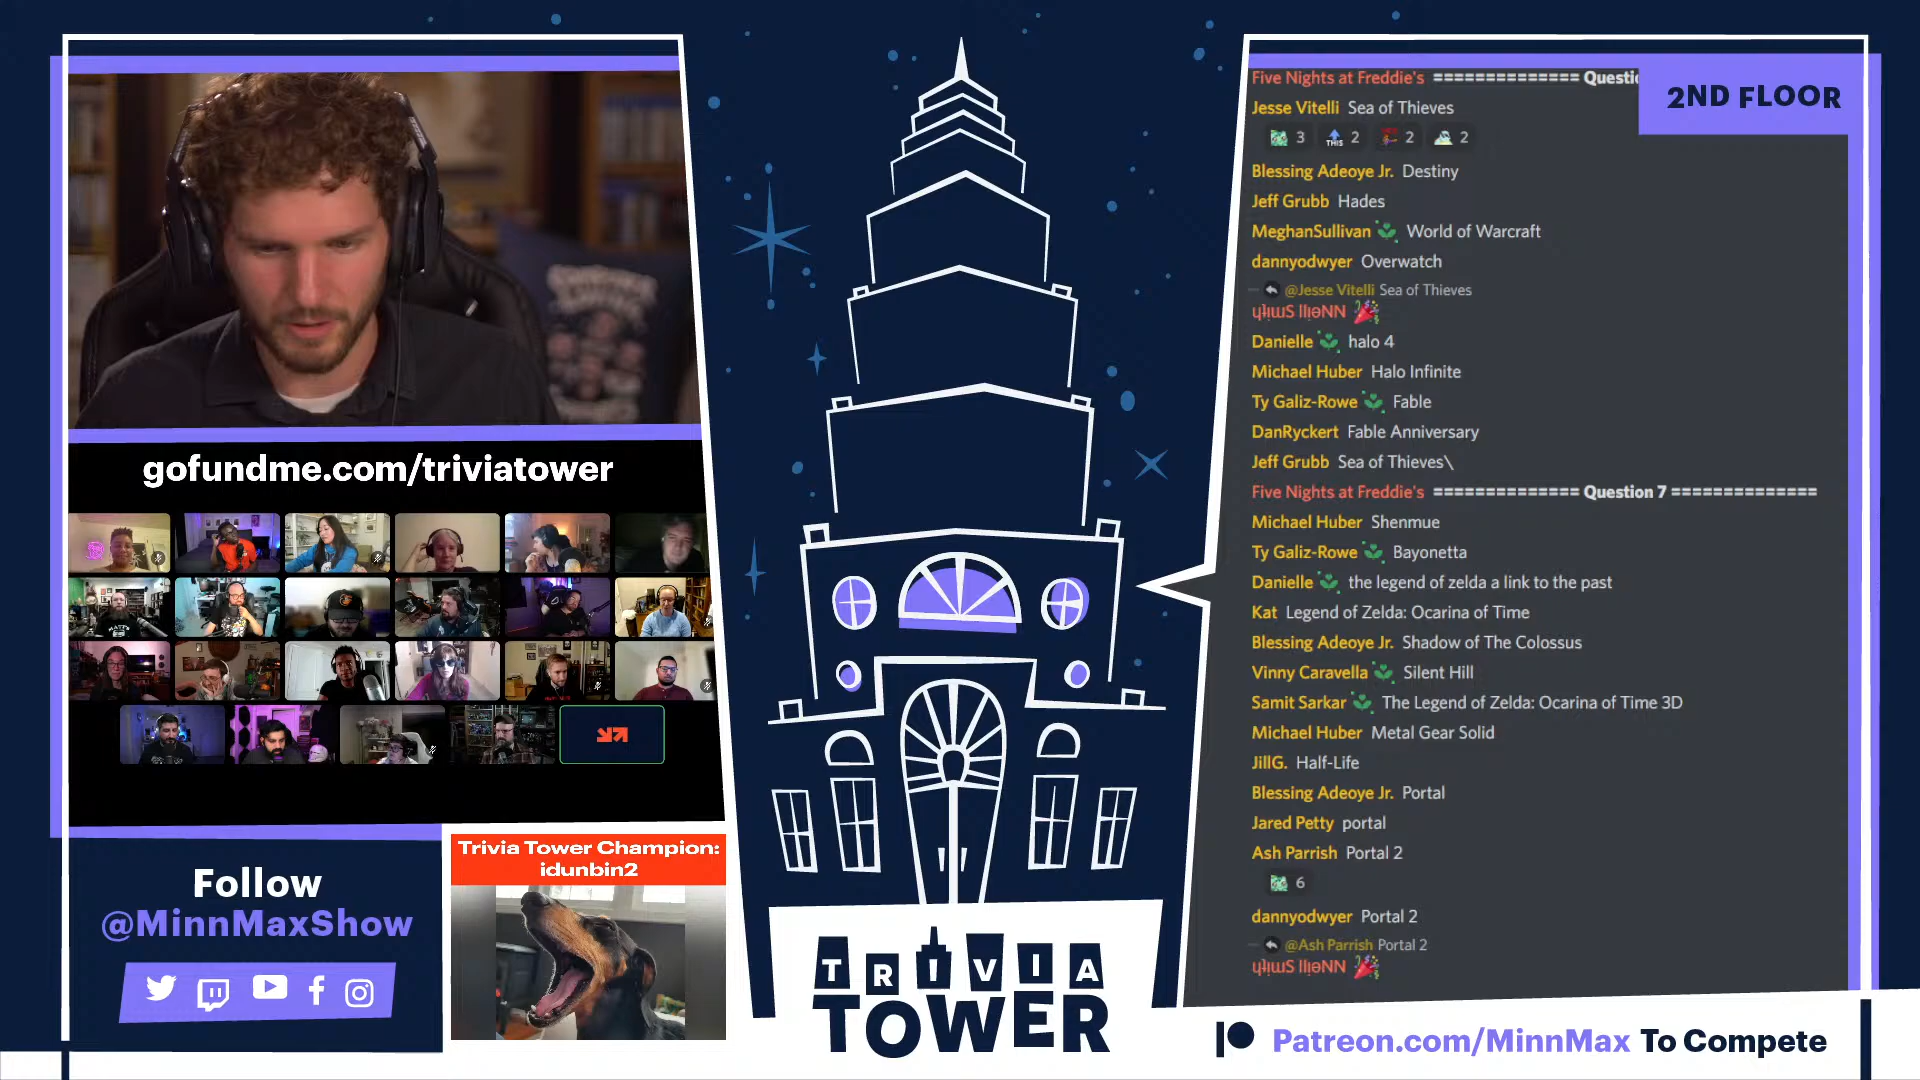 gofundme.com/triviatower
Follow
@MinnMaxShow
Trivia Tower Champion:
idunbin2
TRIVIA
TOWER
2ND FLOOR
Five Nights at Freddie's ============== Questio
Jesse Vitelli Sea of Thieves
3 THIS 2 2 2
Blessing Adeoye Jr. Destiny
Jeff Grubb Hades
MeghanSullivan World of Warcraft
dannyodwyer Overwatch
@Jesse Vitelli Sea of Thieves
Danielle halo 4
Michael Huber Halo Infinite
Ty Galiz-Rowe Fable
DanRyckert Fable Anniversary
Jeff Grubb Sea of Thieves\
Five Nights at Freddie's ============== Question 7 ==============
Michael Huber Shenmue
Ty Galiz-Rowe Bayonetta
Danielle the legend of zelda a link to the past
Kat Legend of Zelda: Ocarina of Time
Blessing Adeoye Jr. Shadow of The Colossus
Vinny Caravella Silent Hill
Samit Sarkar The Legend of Zelda: Ocarina of Time 3D
Michael Huber Metal Gear Solid
JillG. Half-Life
Blessing Adeoye Jr. Portal
Jared Petty portal
Ash Parrish Portal 2
6
dannyodwyer Portal 2
@Ash Parrish Portal 2
Patreon.com/MinnMax To Compete